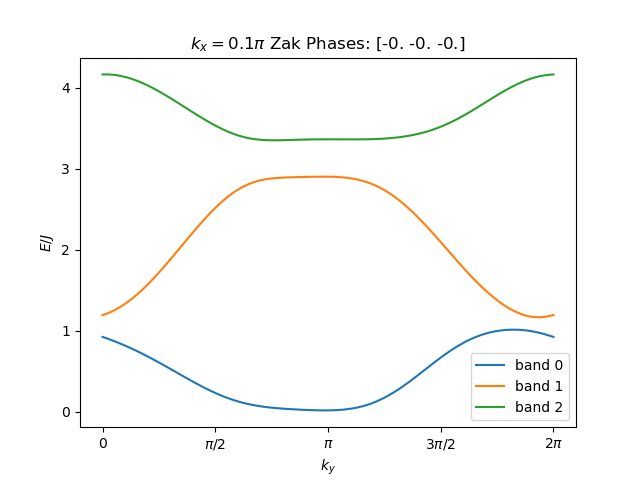 $k_x = 0.1\pi$ Zak Phases: [-0. -0. -0.]
4
3
2
1
0
E/J
0
π/2
π
3π/2
2π
$k_y$
band 0
band 1
band 2